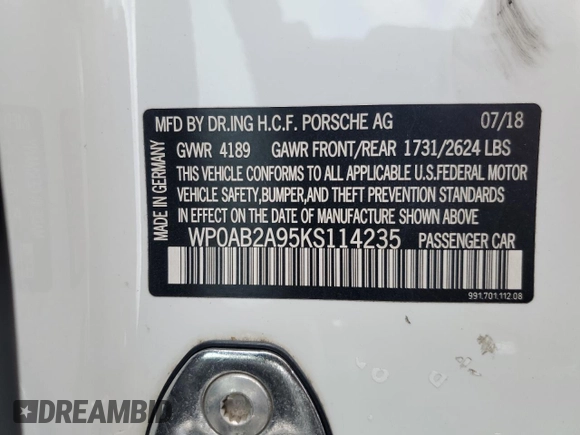 MFD BY DR.ING H.C.F. PORSCHE AG 07/18
GVWR 4189 GAWR FRONT/REAR 1731/2624 LBS
THIS VEHICLE CONFORMS TO ALL APPLICABLE U.S.FEDERAL MOTOR
VEHICLE SAFETY,BUMPER,AND THEFT PREVENTION STANDARDS
IN EFFECT ON THE DATE OF MANUFACTURE SHOWN ABOVE
WP0AB2A95KS114235 PASSENGER CAR
MADE IN GERMANY
991.701.112.08
DREAMBID